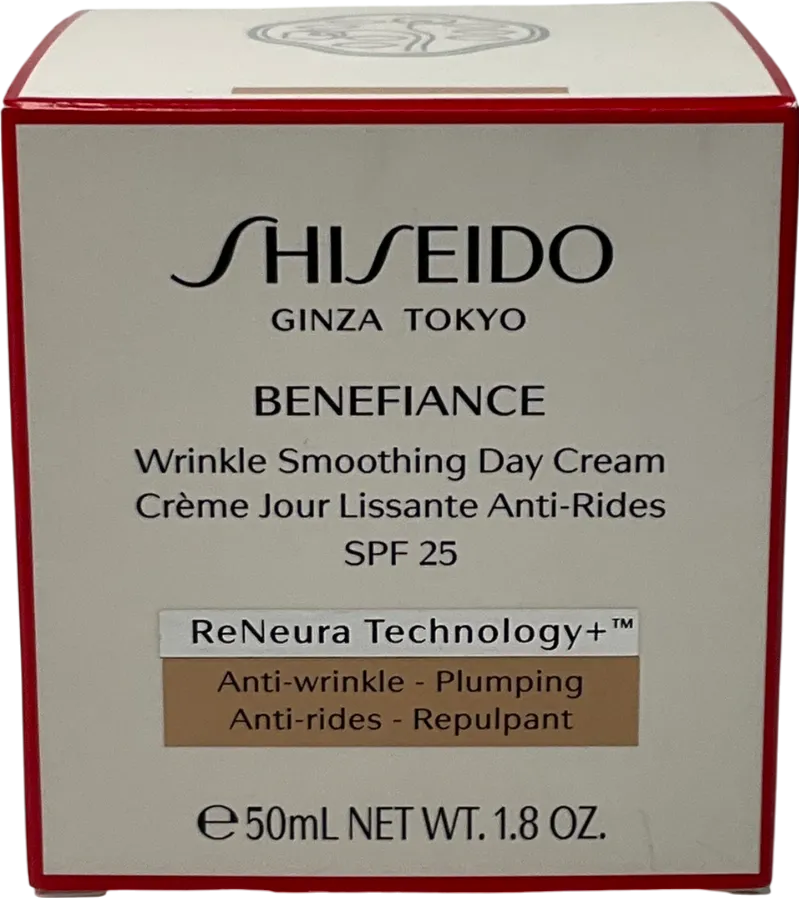 SHISEIDO
GINZA TOKYO
BENEFIANCE
Wrinkle Smoothing Day Cream
Crème Jour Lissante Anti-Rides
SPF 25
ReNeura Technology+™
Anti-wrinkle - Plumping
Anti-rides - Repulpant
℮50mL NET WT. 1.8 OZ.